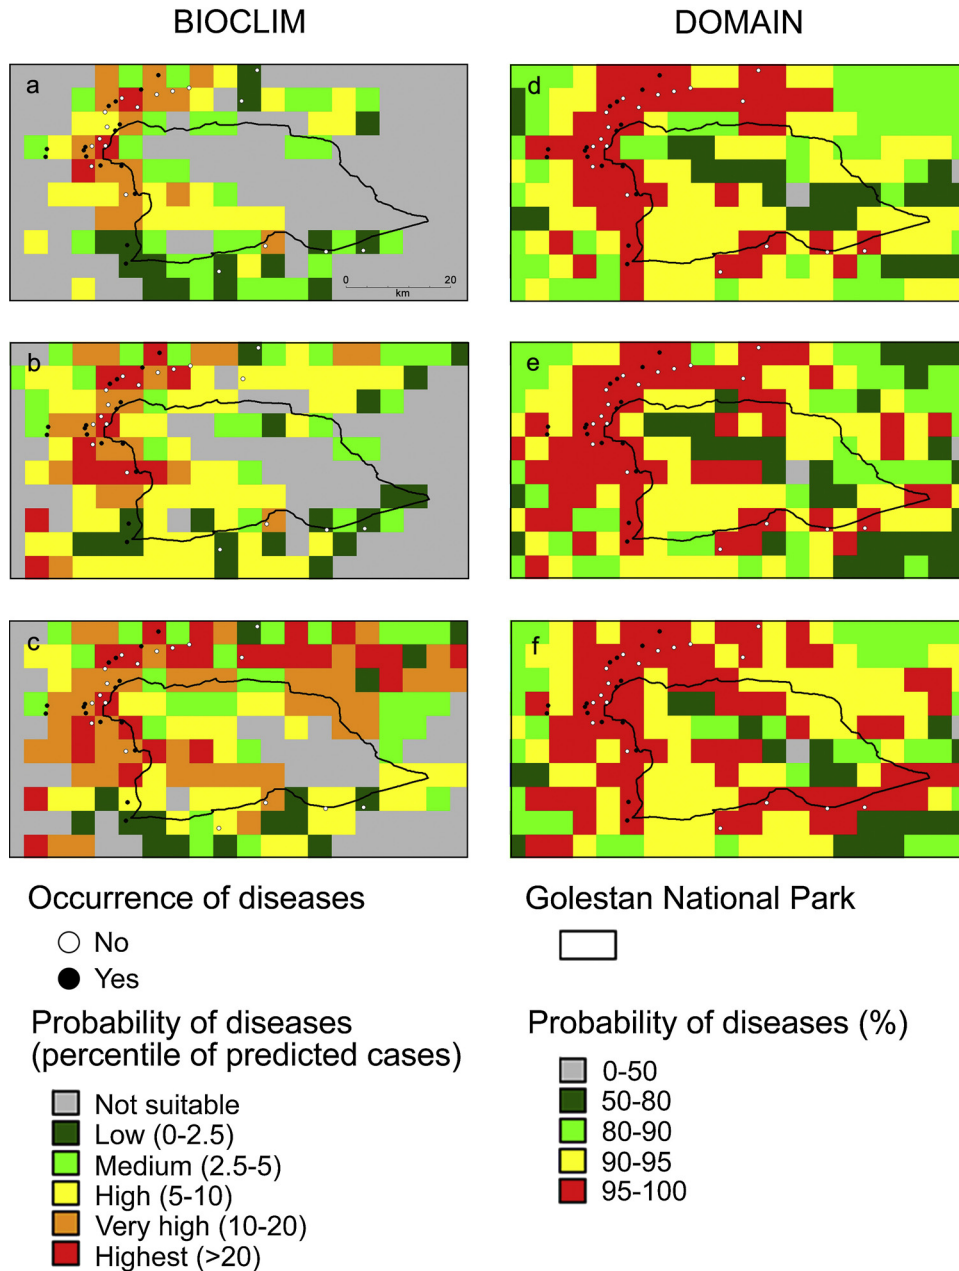 BIOCLIM
DOMAIN
a
d
0
20
km
b
e
c
f
Occurrence of diseases
No
Yes
Probability of diseases
(percentile of predicted cases)
Not suitable
Low (0-2.5)
Medium (2.5-5)
High (5-10)
Very high (10-20)
Highest (>20)
Golestan National Park
Probability of diseases (%)
0-50
50-80
80-90
90-95
95-100